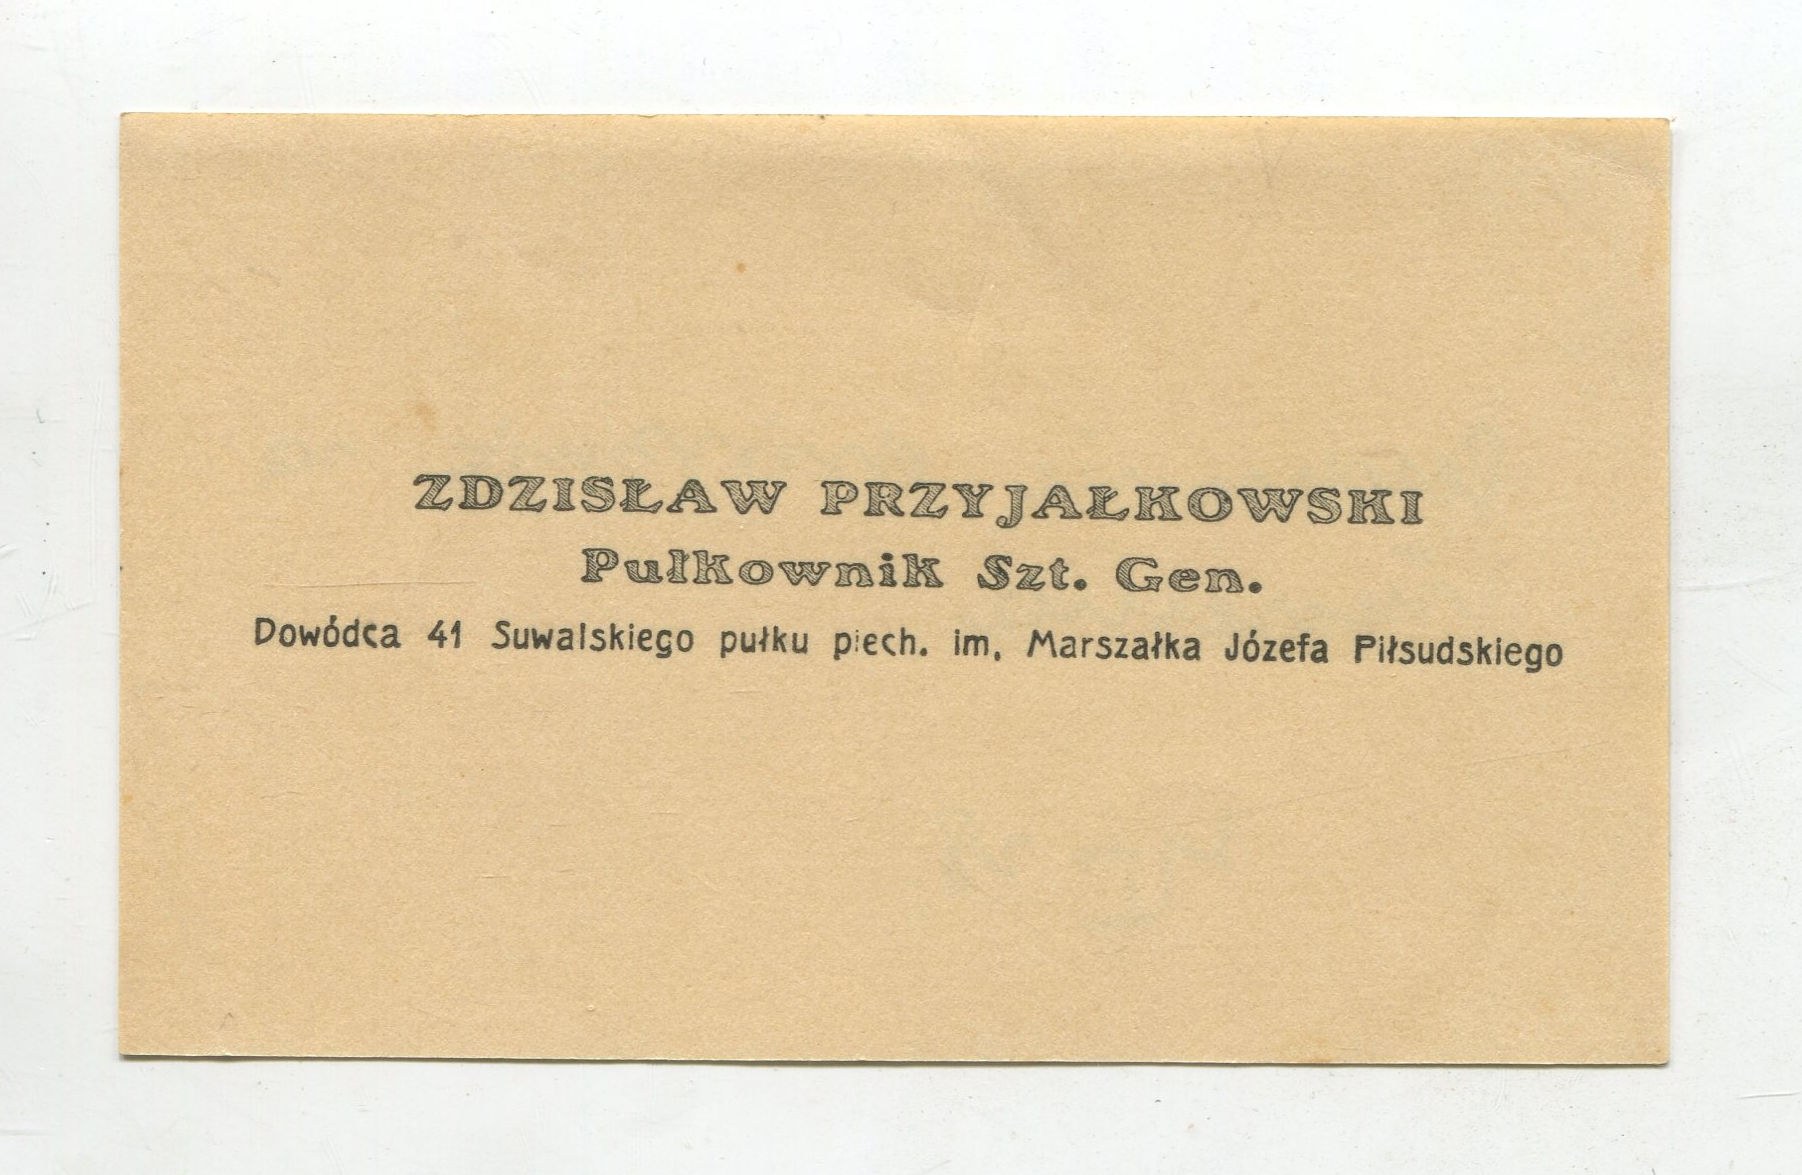 ZDZISŁAW PRZYJAŁKOWSKI
Pułkownik Szt. Gen.
Dowódca 41 Suwalskiego pułku piech. im. Marszałka Józefa Piłsudskiego